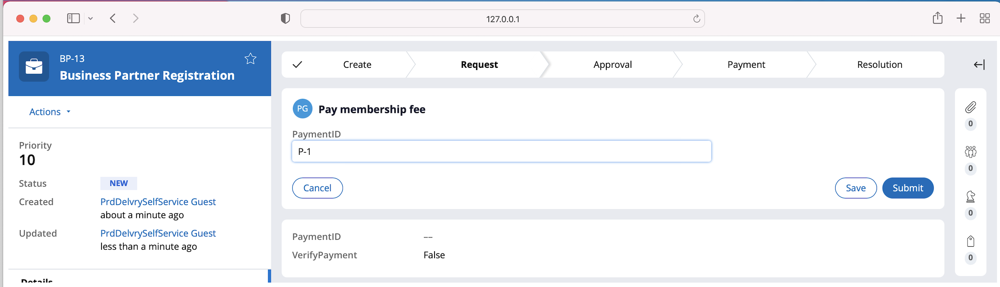 127.0.0.1
BP-13
Business Partner Registration
Actions
Priority
10
Status NEW
Created PrdDelvrySelfService Guest
about a minute ago
Updated PrdDelvrySelfService Guest
less than a minute ago
Details
Create Request Approval Payment Resolution
PG Pay membership fee
PaymentID
P-1
Cancel Save Submit
PaymentID --
VerifyPayment False
0
0
0
0